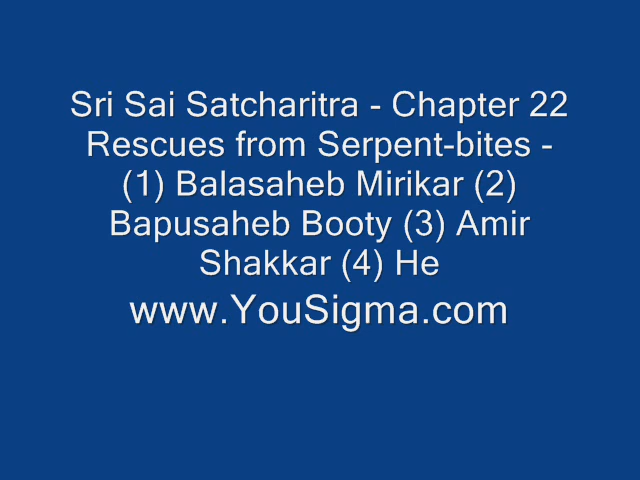 Sri Sai Satcharitra - Chapter 22
Rescues from Serpent-bites -
(1) Balasaheb Mirikar (2)
Bapusaheb Booty (3) Amir
Shakkar (4) He
www.YouSigma.com